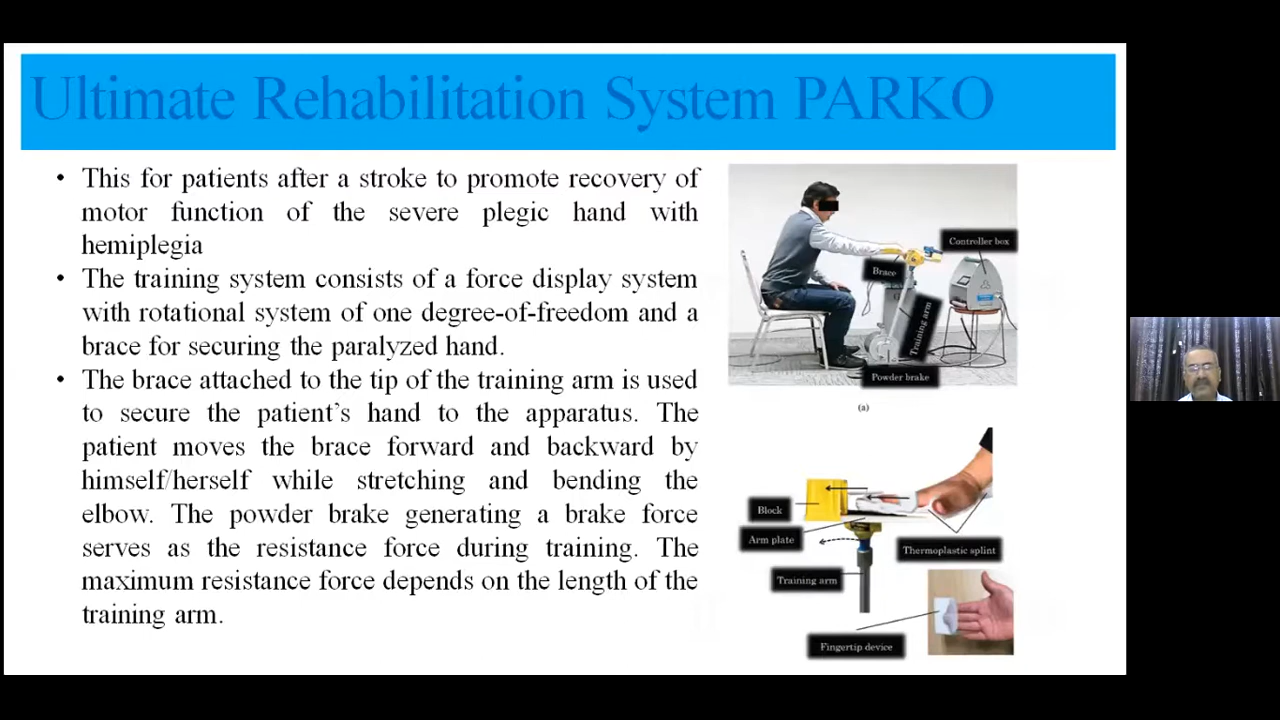 Ultimate Rehabilitation System PARKO
• This for patients after a stroke to promote recovery of
motor function of the severe plegic hand with
hemiplegia
• The training system consists of a force display system
with rotational system of one degree-of-freedom and a
brace for securing the paralyzed hand.
• The brace attached to the tip of the training arm is used
to secure the patient's hand to the apparatus. The
patient moves the brace forward and backward by
himself/herself while stretching and bending the
elbow. The powder brake generating a brake force
serves as the resistance force during training. The
maximum resistance force depends on the length of the
training arm.
Controller box
Brace
Training arm
Powder brake
(a)
Block
Arm plate
Thermoplastic splint
Training arm
Fingertip device